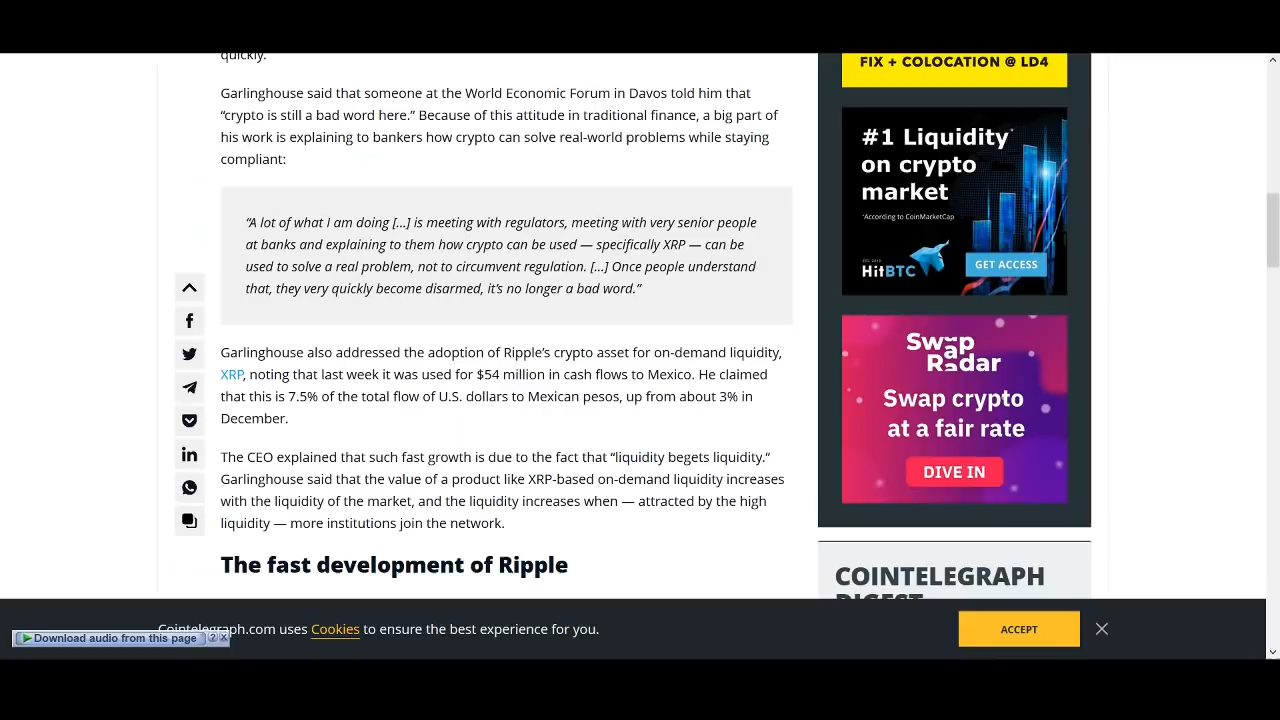 quickly.
Garlinghouse said that someone at the World Economic Forum in Davos told him that
“crypto is still a bad word here.” Because of this attitude in traditional finance, a big part of
his work is explaining to bankers how crypto can solve real-world problems while staying
compliant:
“A lot of what I am doing […] is meeting with regulators, meeting with very senior people
at banks and explaining to them how crypto can be used — specifically XRP — can be
used to solve a real problem, not to circumvent regulation. […] Once people understand
that, they very quickly become disarmed, it’s no longer a bad word.”
Garlinghouse also addressed the adoption of Ripple’s crypto asset for on-demand liquidity,
XRP, noting that last week it was used for $54 million in cash flows to Mexico. He claimed
that this is 7.5% of the total flow of U.S. dollars to Mexican pesos, up from about 3% in
December.
The CEO explained that such fast growth is due to the fact that “liquidity begets liquidity.”
Garlinghouse said that the value of a product like XRP-based on-demand liquidity increases
with the liquidity of the market, and the liquidity increases when — attracted by the high
liquidity — more institutions join the network.
The fast development of Ripple
FIX + COLOCATION @ LD4
#1 Liquidity*
on crypto
market
*According to CoinMarketCap
HitBTC
GET ACCESS
Swap
Radar
Swap crypto
at a fair rate
DIVE IN
COINTELEGRAPH
DIGEST
Cointelegraph.com uses Cookies to ensure the best experience for you.
ACCEPT
Download audio from this page ? x